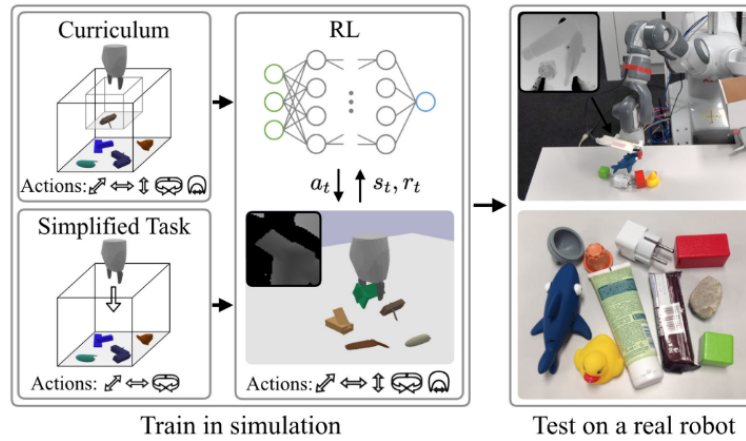 Curriculum
Actions:
Simplified Task
Actions:
RL
a_t
s_t, r_t
Actions:
Train in simulation
Test on a real robot